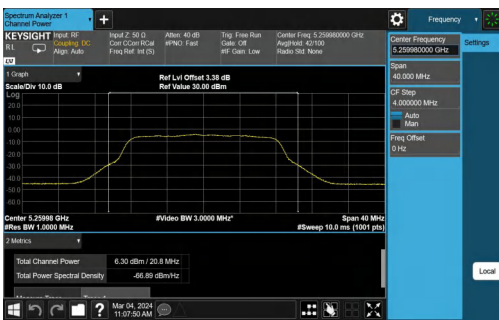 Spectrum Analyzer 1
Channel Power
Frequency
KEYSIGHT
RL
Input: RF
Coupling: DC
Align: Auto
Input Z: 50 Ω
Corr CCorr RCal
Freq Ref: Int (S)
Atten: 40 dB
#PNO: Fast
Trig: Free Run
Gate: Off
#IF Gain: Low
Center Freq: 5.259980000 GHz
Avg|Hold: 42/100
Radio Std: None
Center Frequency
5.259980000 GHz
Settings
Span
40.000 MHz
CF Step
4.000000 MHz
Auto
Man
Freq Offset
0 Hz
1 Graph
Scale/Div 10.0 dB
Ref Lvl Offset 3.38 dB
Ref Value 30.00 dBm
Log
20.0
10.0
0.00
-10.0
-20.0
-30.0
-40.0
-50.0
-60.0
Center 5.25998 GHz
#Res BW 1.0000 MHz
#Video BW 3.0000 MHz*
Span 40 MHz
#Sweep 10.0 ms (1001 pts)
2 Metrics
Total Channel Power
6.30 dBm / 20.8 MHz
Total Power Spectral Density
-66.89 dBm/Hz
Local
?
Mar 04, 2024
11:07:50 AM